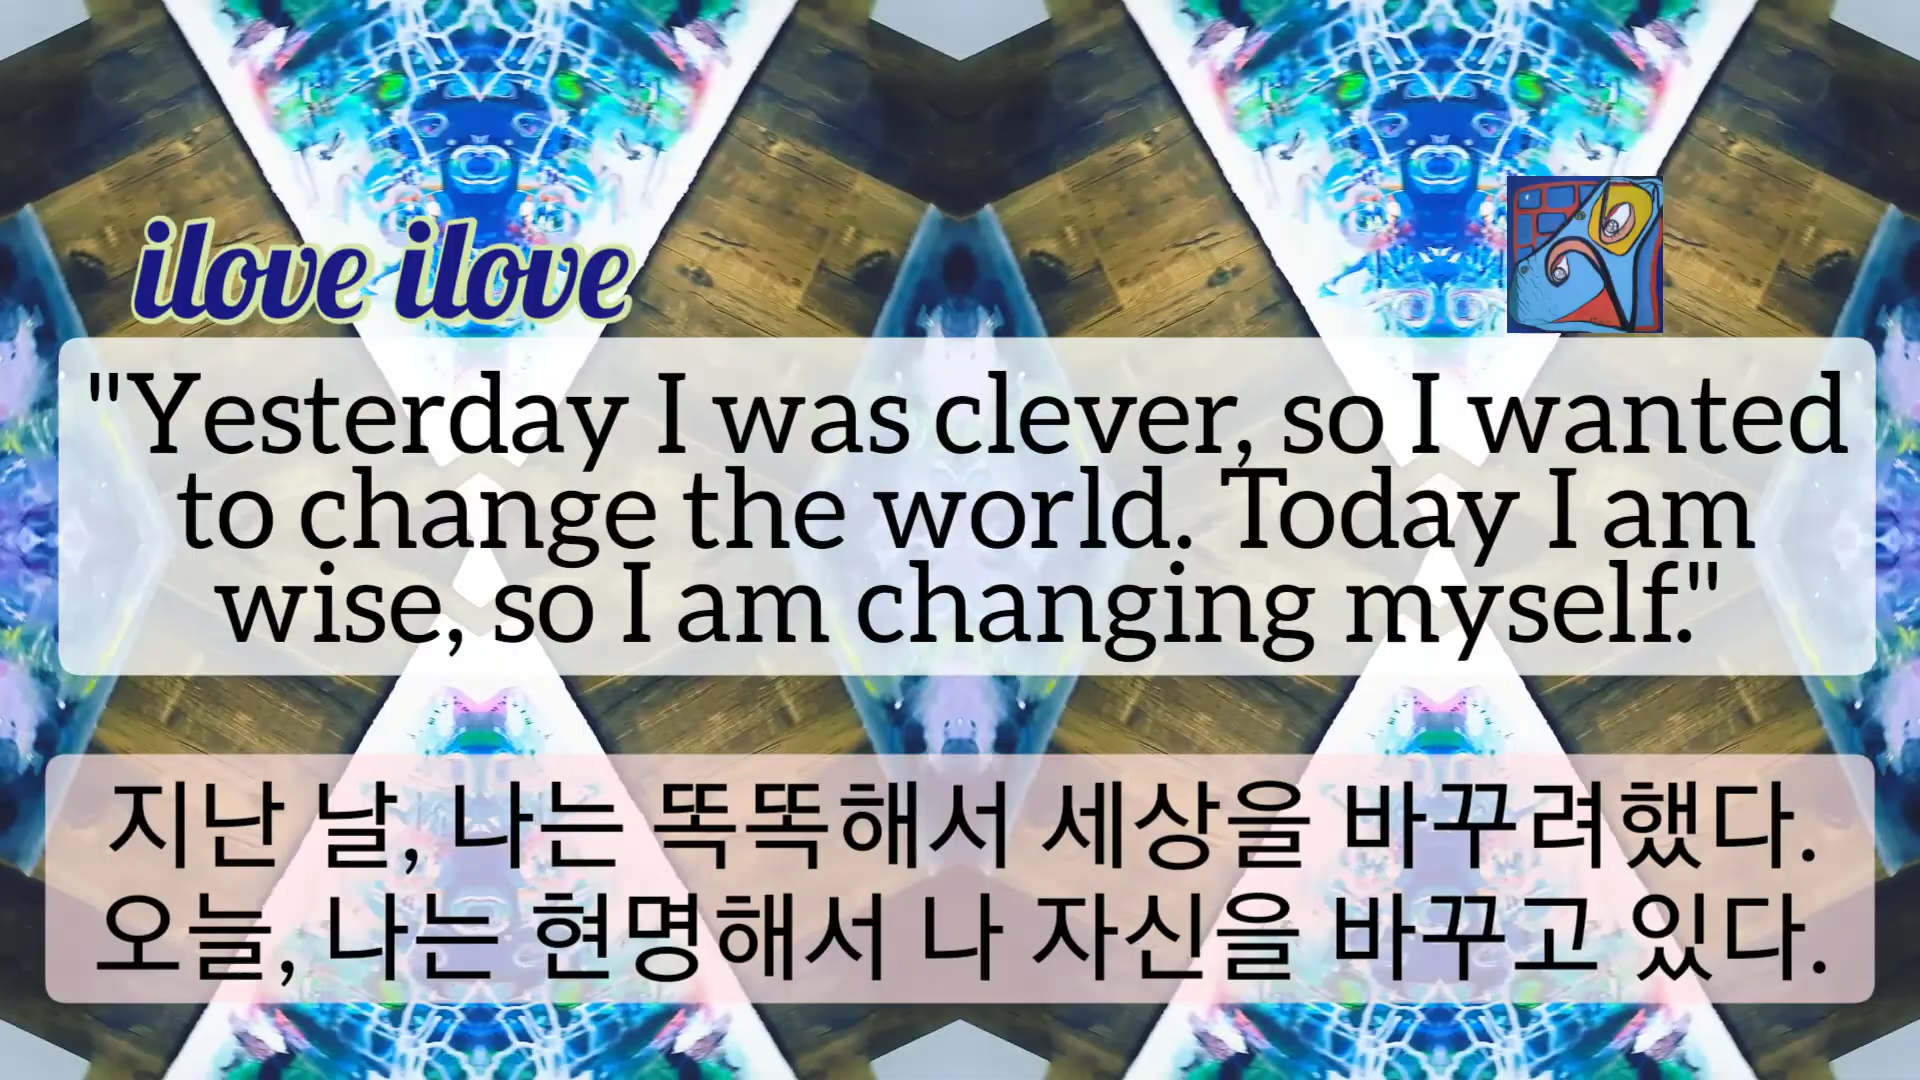 ilove ilove
"Yesterday I was clever, so I wanted
to change the world. Today I am
wise, so I am changing myself."
지난 날, 나는 똑똑해서 세상을 바꾸려했다.
오늘, 나는 현명해서 나 자신을 바꾸고 있다.